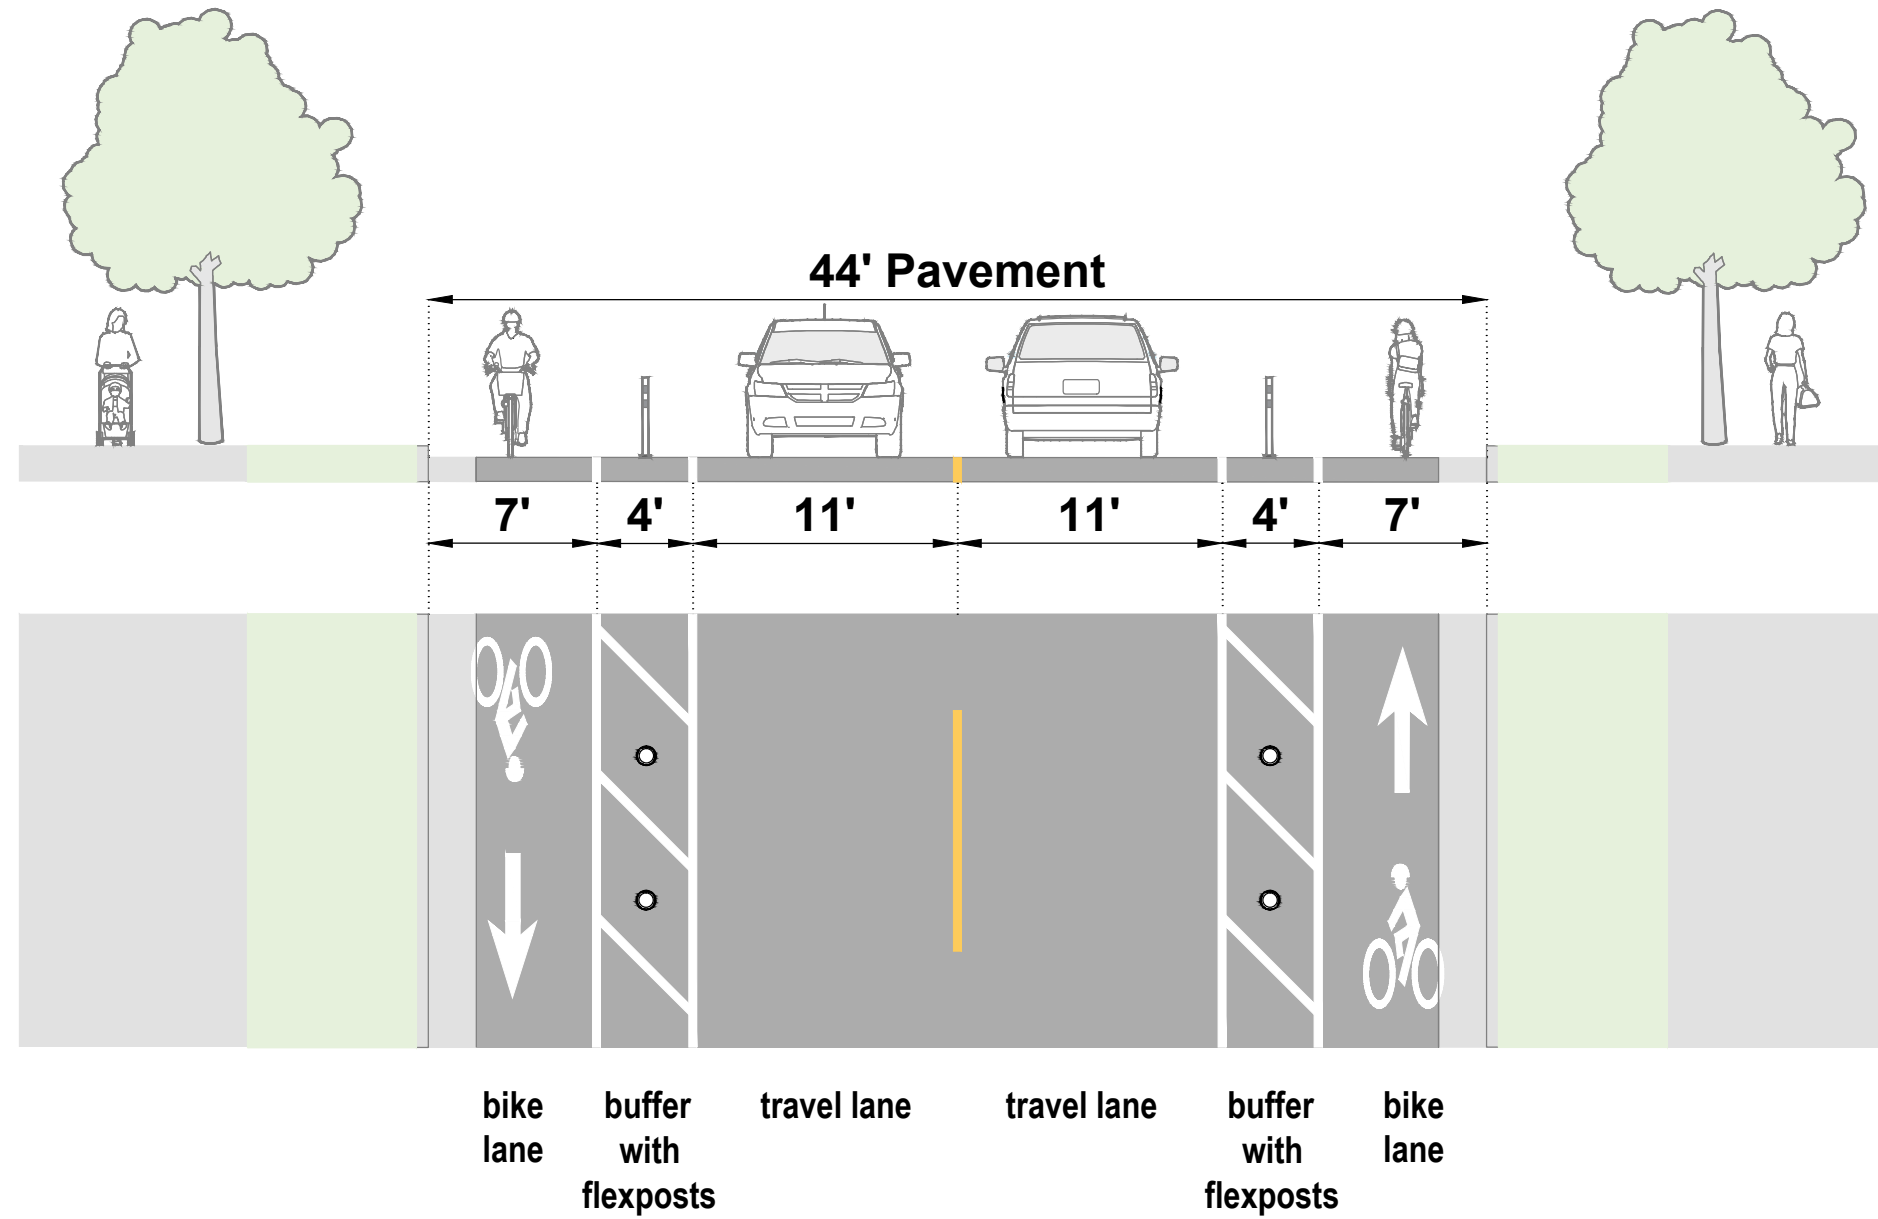 44' Pavement
7' 4' 11' 11' 4' 7'
bike buffer travel lane travel lane buffer bike
lane with with lane
flexposts flexposts